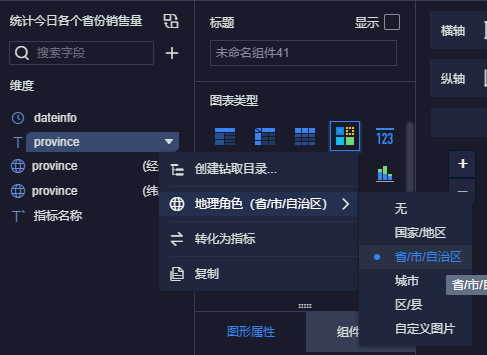 统计今日各个省份销售量
搜索字段
维度
dateinfo
province
province (经
province (纬
指标名称
标题
显示
未命名组件41
图表类型
123
横轴
纵轴
创建钻取目录...
地理角色（省/市/自治区）
转化为指标
复制
无
国家/地区
省/市/自治区
城市
区/县
自定义图片
省/市/
图形属性
组件